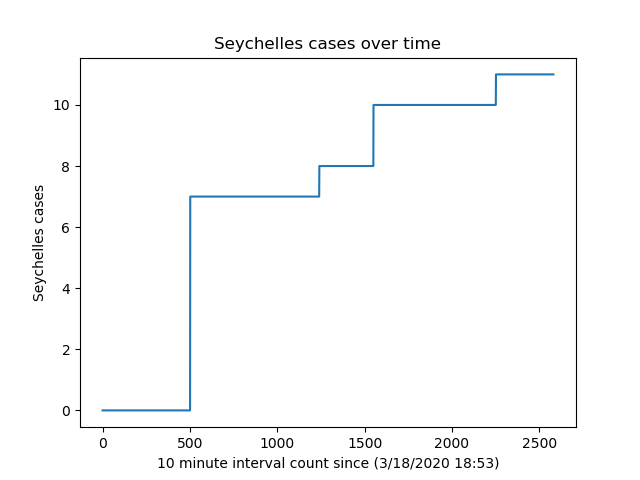 Seychelles cases over time
Seychelles cases
10
8
6
4
2
0
0 500 1000 1500 2000 2500
10 minute interval count since (3/18/2020 18:53)